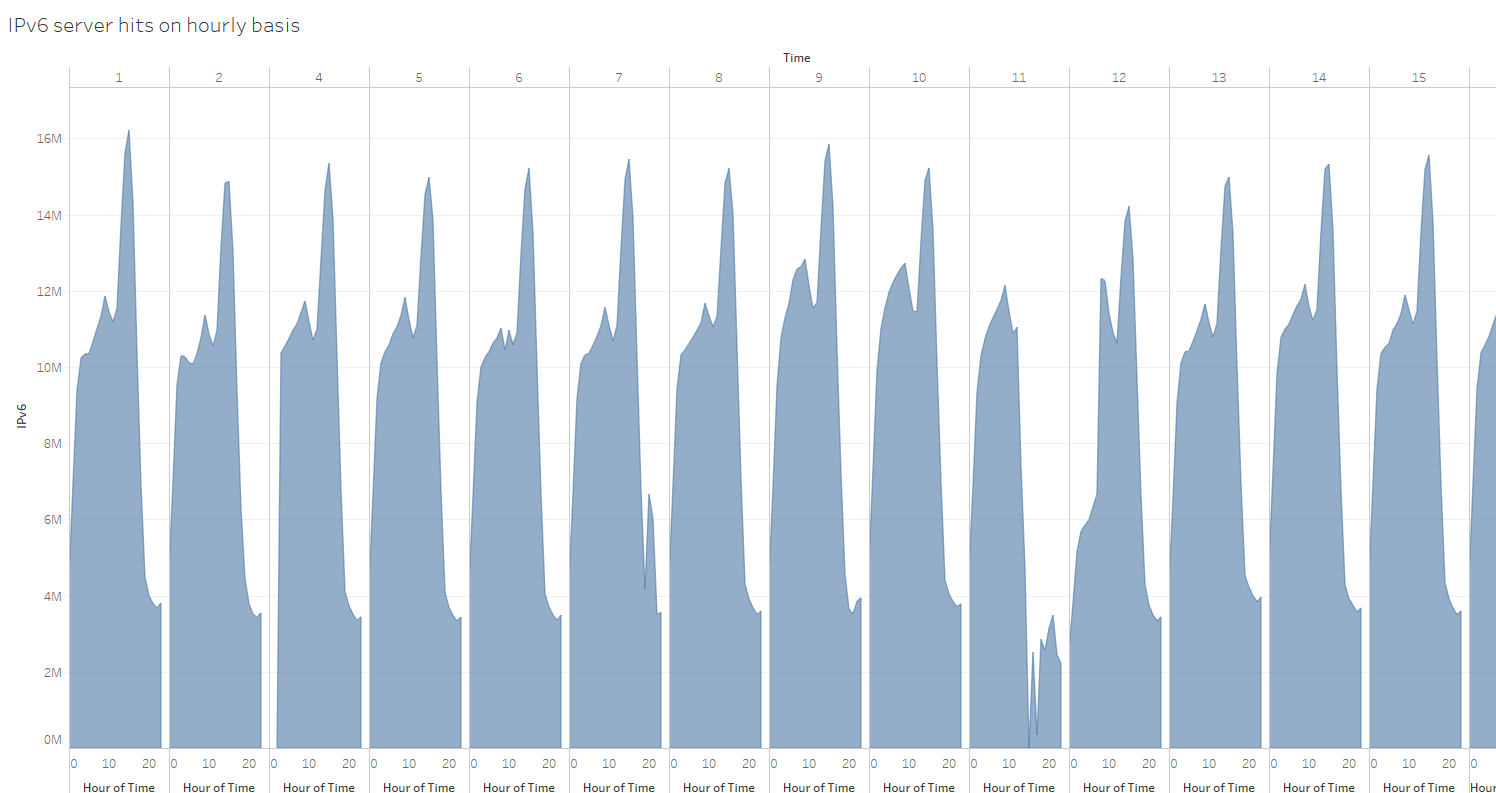 IPv6 server hits on hourly basis
Time
1 2 4 5 6 7 8 9 10 11 12 13 14 15
16M
14M
12M
10M
8M
6M
4M
2M
0M
IPv6
0 10 20 0 10 20 0 10 20 0 10 20 0 10 20 0 10 20 0 10 20 0 10 20 0 10 20 0 10 20 0 10 20 0 10 20 0 10 20 0 10 20 0
Hour of Time Hour of Time Hour of Time Hour of Time Hour of Time Hour of Time Hour of Time Hour of Time Hour of Time Hour of Time Hour of Time Hour of Time Hour of Time Hour of Time Hour